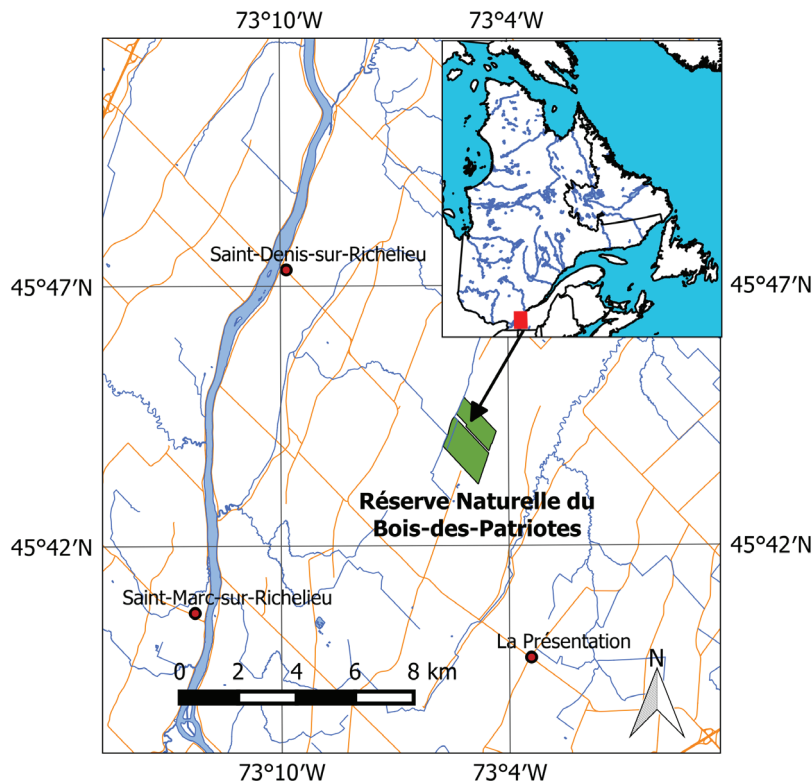 73°10′W 73°4′W
Saint-Denis-sur-Richelieu
45°47′N 45°47′N
Réserve Naturelle du
Bois-des-Patriotes
45°42′N 45°42′N
Saint-Marc-sur-Richelieu
La Présentation
N
0 2 4 6 8 km
73°10′W 73°4′W